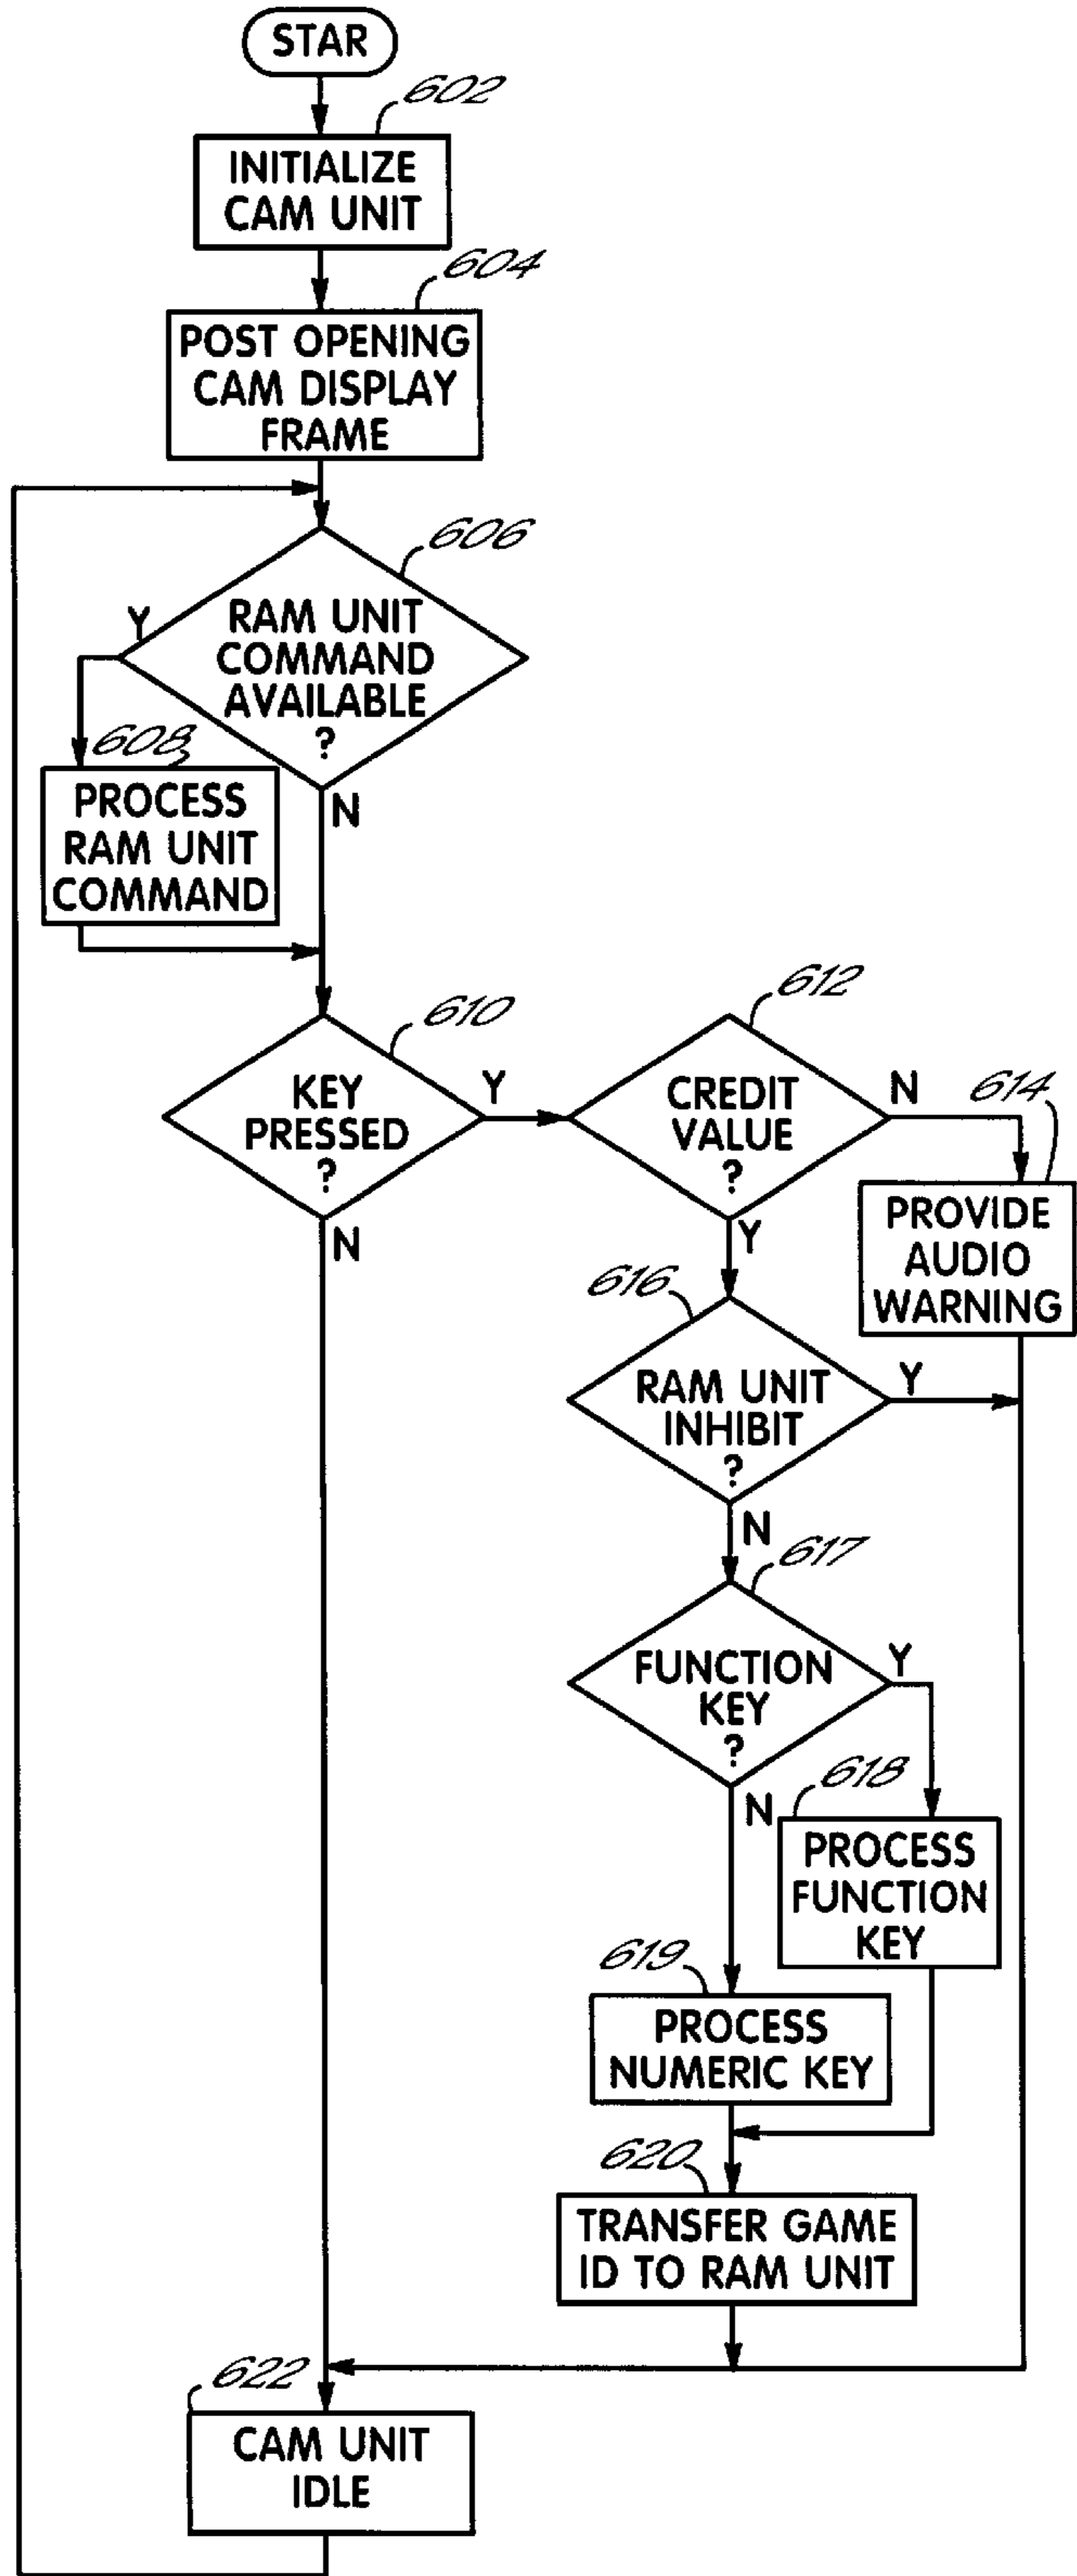 STAR
602
INITIALIZE
CAM UNIT
604
POST OPENING
CAM DISPLAY
FRAME
606
Y
RAM UNIT
COMMAND
AVAILABLE
?
N
608
PROCESS
RAM UNIT
COMMAND
610
KEY
PRESSED
?
Y
N
612
CREDIT
VALUE
?
N
Y
614
PROVIDE
AUDIO
WARNING
616
RAM UNIT
INHIBIT
?
Y
N
617
FUNCTION
KEY
?
Y
N
618
PROCESS
FUNCTION
KEY
619
PROCESS
NUMERIC KEY
620
TRANSFER GAME
ID TO RAM UNIT
622
CAM UNIT
IDLE